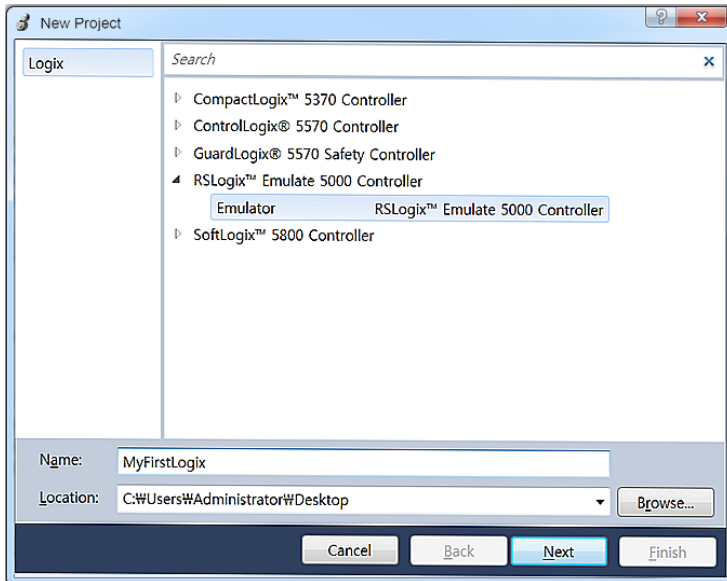 New Project
Logix
Search
CompactLogix™ 5370 Controller
ControlLogix® 5570 Controller
GuardLogix® 5570 Safety Controller
RSLogix™ Emulate 5000 Controller
Emulator RSLogix™ Emulate 5000 Controller
SoftLogix™ 5800 Controller
Name: MyFirstLogix
Location: C:₩Users₩Administrator₩Desktop Browse...
Cancel Back Next Finish